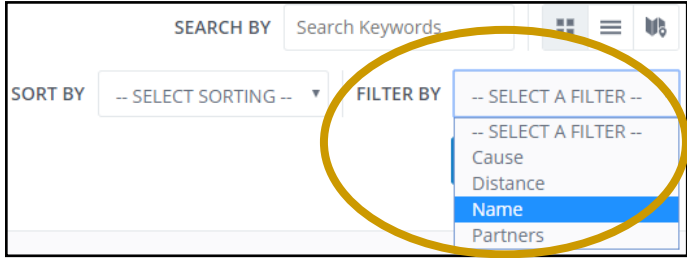 SEARCH BY Search Keywords
SORT BY -- SELECT SORTING -- FILTER BY -- SELECT A FILTER --
-- SELECT A FILTER --
Cause
Distance
Name
Partners